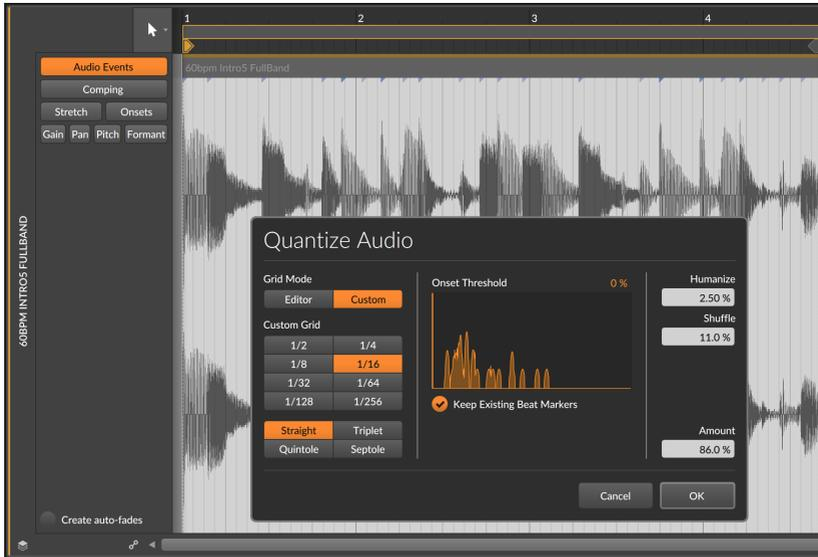 1 2 3 4
Audio Events
60bpm Intro5 FullBand
Comping
Stretch Onsets
Gain Pan Pitch Formant
60BPM INTRO5 FULLBAND
Quantize Audio
Grid Mode
Editor Custom
Custom Grid
1/2 1/4
1/8 1/16
1/32 1/64
1/128 1/256
Straight Triplet
Quintole Septole
Onset Threshold 0 %
Keep Existing Beat Markers
Humanize
2.50 %
Shuffle
11.0 %
Amount
86.0 %
Cancel OK
Create auto-fades